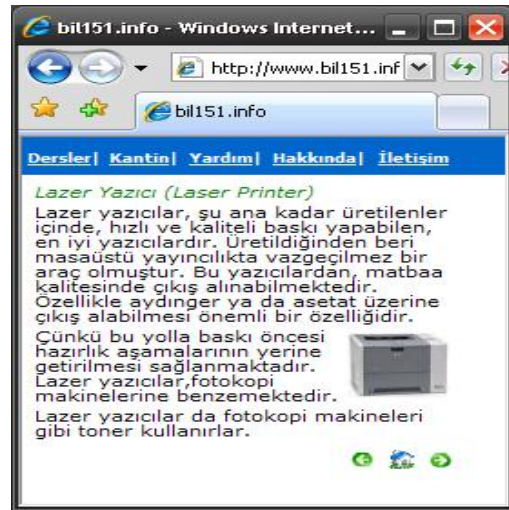 bil151.info - Windows Internet...
http://www.bil151.inf
bil151.info
Dersler| Kantin| Yardım| Hakkında| İletişim
Lazer Yazıcı (Laser Printer)
Lazer yazıcılar, şu ana kadar üretilenler
içinde, hızlı ve kaliteli baskı yapabilen,
en iyi yazıcılardır. Üretildiğinden beri
masaüstü yayıncılıkta vazgeçilmez bir
araç olmuştur. Bu yazıcılardan, matbaa
kalitesinde çıkış alınabilmektedir.
Özellikle aydınger ya da asetat üzerine
çıkış alabilmesi önemli bir özelliğidir.
Çünkü bu yolla baskı öncesi
hazırlık aşamalarının yerine
getirilmesi sağlanmaktadır.
Lazer yazıcılar,fotokopi
makinelerine benzemektedir.
Lazer yazıcılar da fotokopi makineleri
gibi toner kullanırlar.